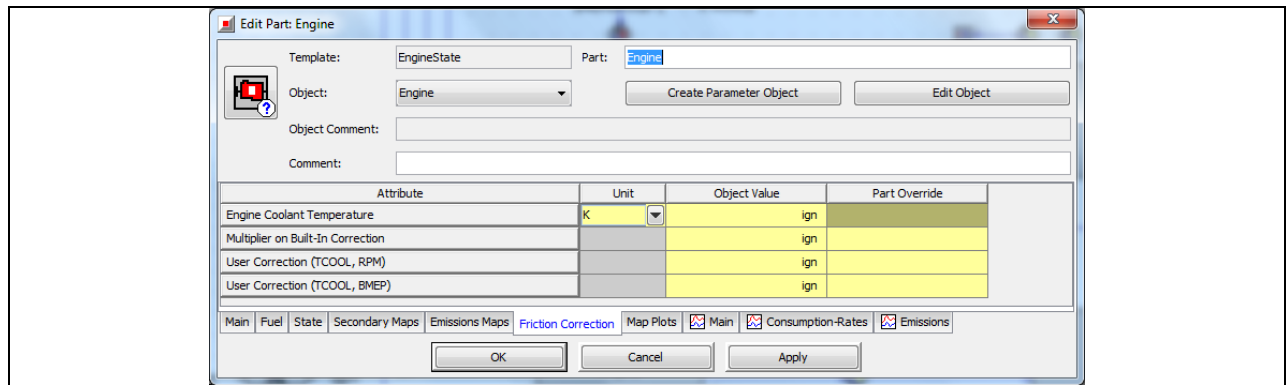 Edit Part: Engine
Template: EngineState Part: Engine
Object: Engine Create Parameter Object Edit Object
Object Comment:
Comment:
Attribute Unit Object Value Part Override
Engine Coolant Temperature K ign
Multiplier on Built-In Correction ign
User Correction (TCOOL, RPM) ign
User Correction (TCOOL, BMEP) ign
Main Fuel State Secondary Maps Emissions Maps Friction Correction Map Plots Main Consumption-Rates Emissions
OK Cancel Apply